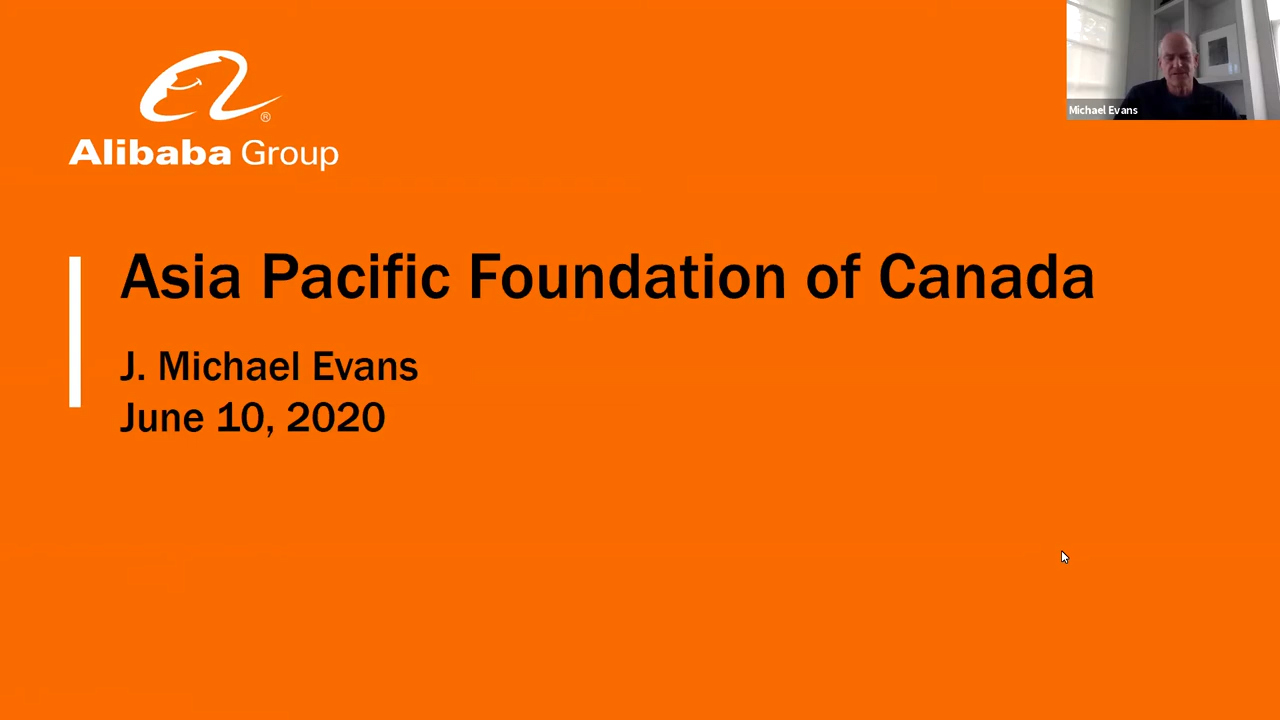 Alibaba Group
Michael Evans
Asia Pacific Foundation of Canada
J. Michael Evans
June 10, 2020